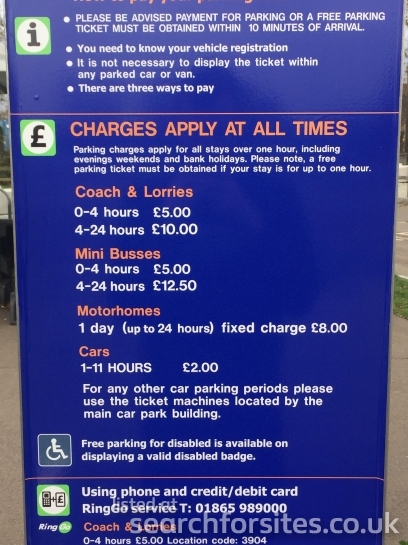 PLEASE BE ADVISED PAYMENT FOR PARKING OR A FREE PARKING
TICKET MUST BE OBTAINED WITHIN 10 MINUTES OF ARRIVAL.
You need to know your vehicle registration
It is not necessary to display the ticket within
any parked car or van.
There are three ways to pay
i
£
CHARGES APPLY AT ALL TIMES
Parking charges apply for all stays over one hour, including
evenings weekends and bank holidays. Please note, a free
parking ticket must be obtained if your stay is for up to one hour.
Coach & Lorries
0-4 hours £5.00
4-24 hours £10.00
Mini Busses
0-4 hours £5.00
4-24 hours £12.50
Motorhomes
1 day (up to 24 hours) fixed charge £8.00
Cars
1-11 HOURS £2.00
For any other car parking periods please
use the ticket machines located by the
main car park building.
Free parking for disabled is available on
displaying a valid disabled badge.
Using phone and credit/debit card
RingGo service T: 01865 989000
RingGo
Coach & Lorries
0-4 hours £5.00 Location code: 3904
listed at
searchforsites.co.uk